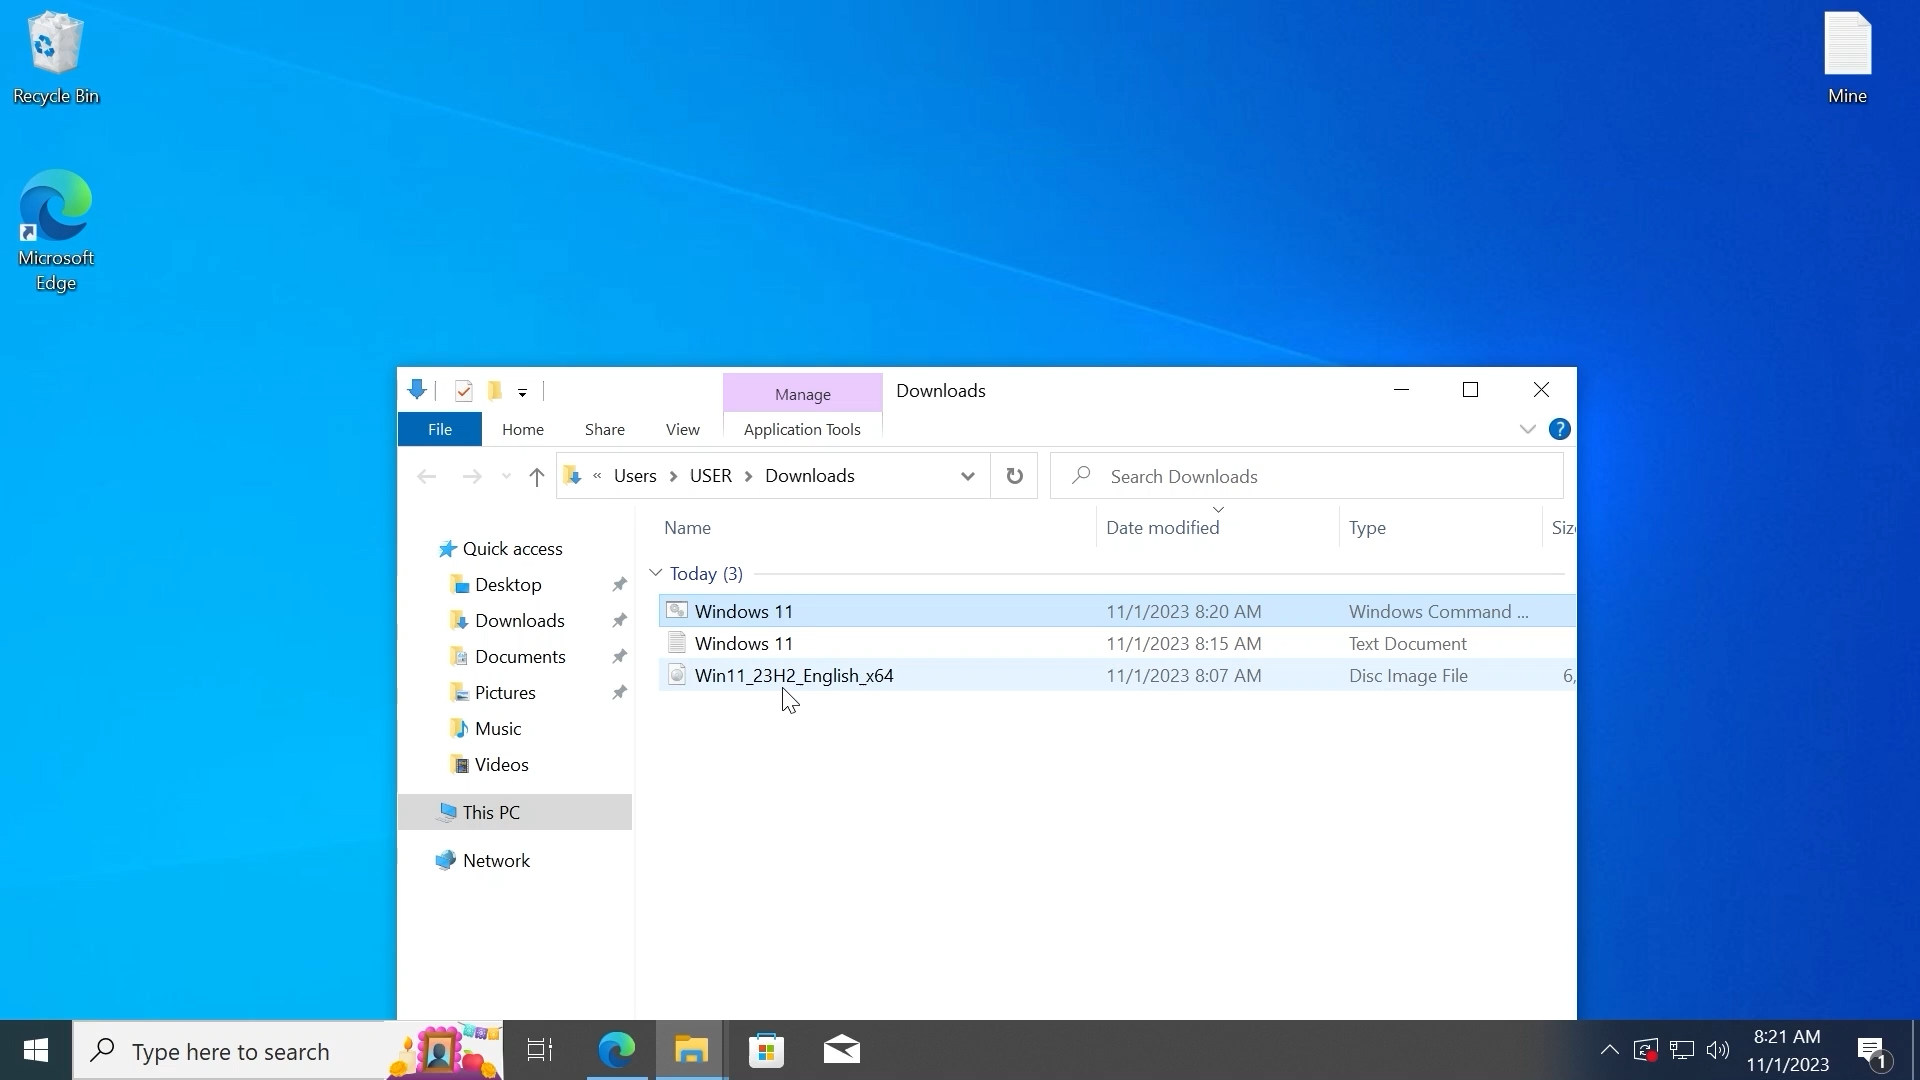 Recycle Bin
Mine
Microsoft
Edge
Manage
Downloads
File
Home
Share
View
Application Tools
?
« Users > USER > Downloads
Search Downloads
Name
Date modified
Type
Quick access
Desktop
Downloads
Documents
Pictures
Music
Videos
This PC
Network
Today (3)
Windows 11 11/1/2023 8:20 AM Windows Command ...
Windows 11 11/1/2023 8:15 AM Text Document
Win11_23H2_English_x64 11/1/2023 8:07 AM Disc Image File 6,
Type here to search
8:21 AM
11/1/2023
1